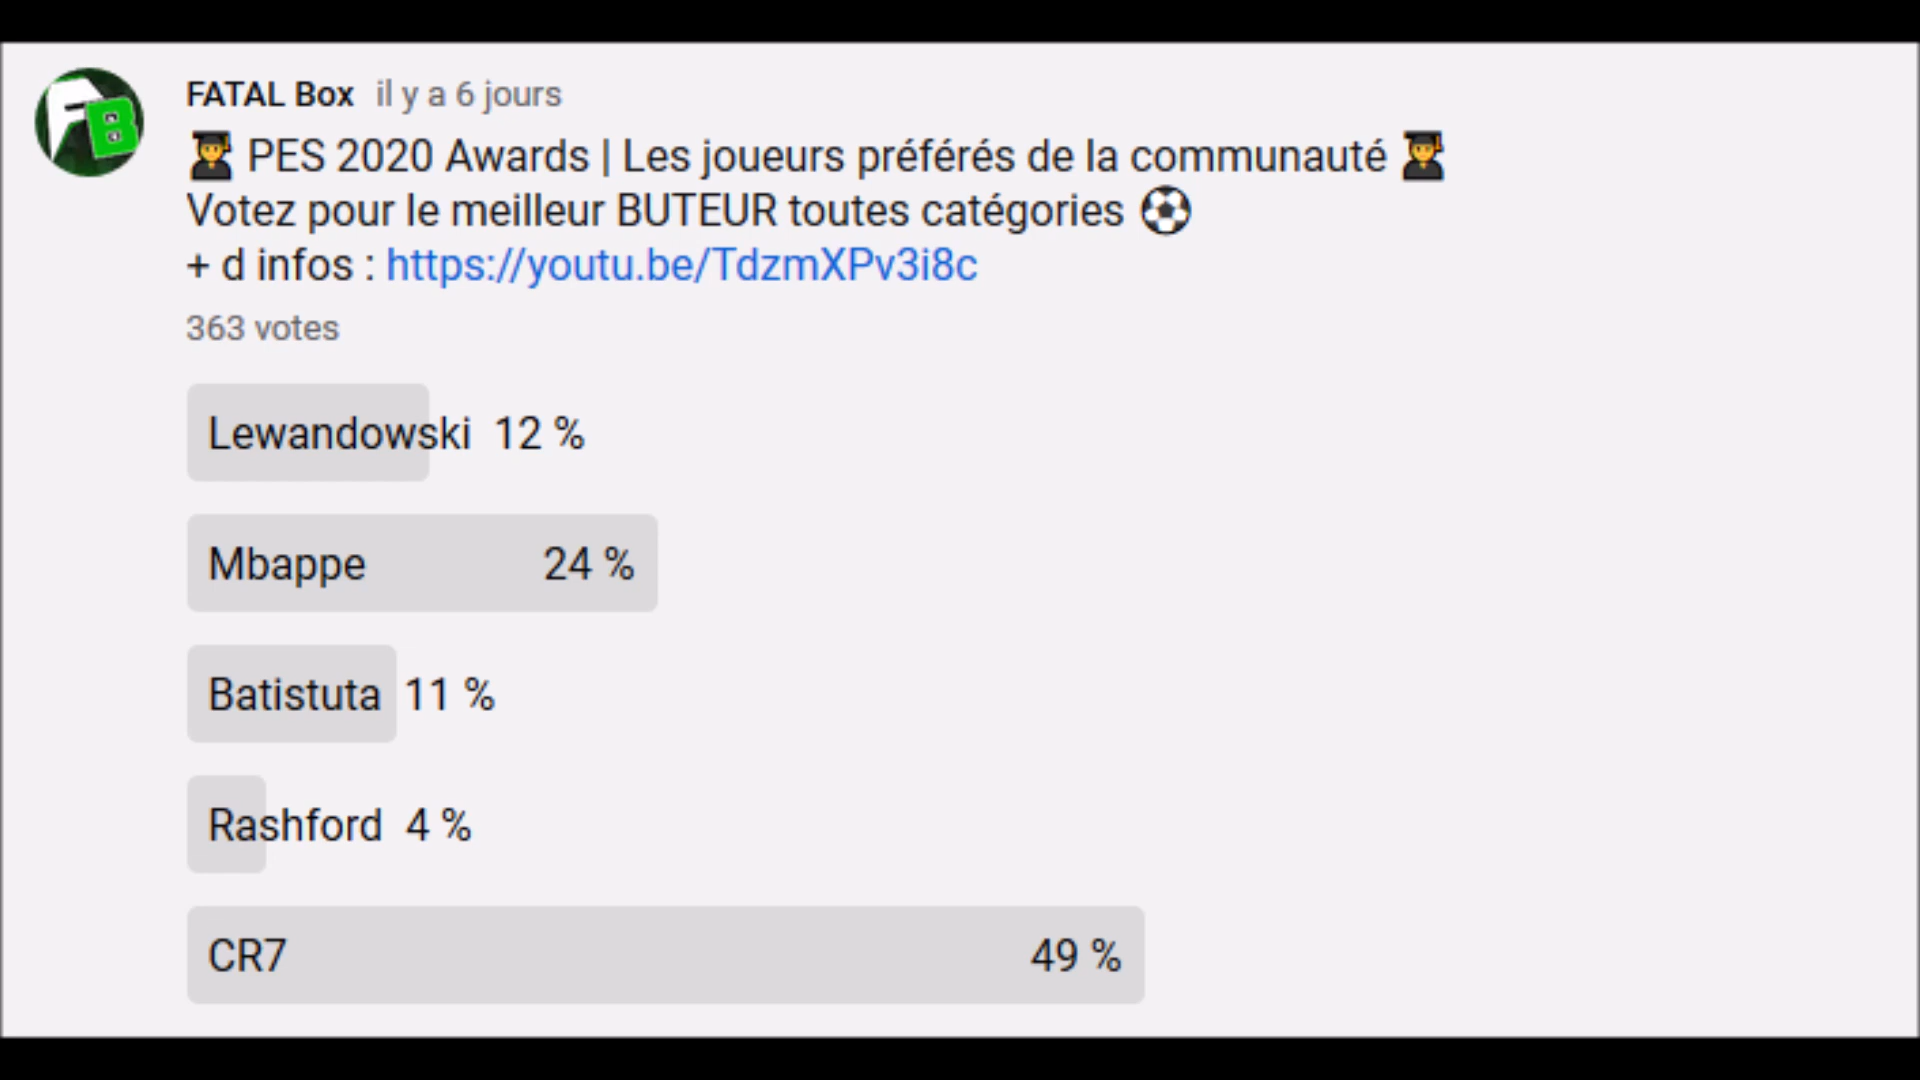 FB
FATAL Box il y a 6 jours
👨‍🎓 PES 2020 Awards | Les joueurs préférés de la communauté 👨‍🎓
Votez pour le meilleur BUTEUR toutes catégories ⚽
+ d infos : https://youtu.be/TdzmXPv3i8c
363 votes
Lewandowski 12 %
Mbappe 24 %
Batistuta 11 %
Rashford 4 %
CR7 49 %